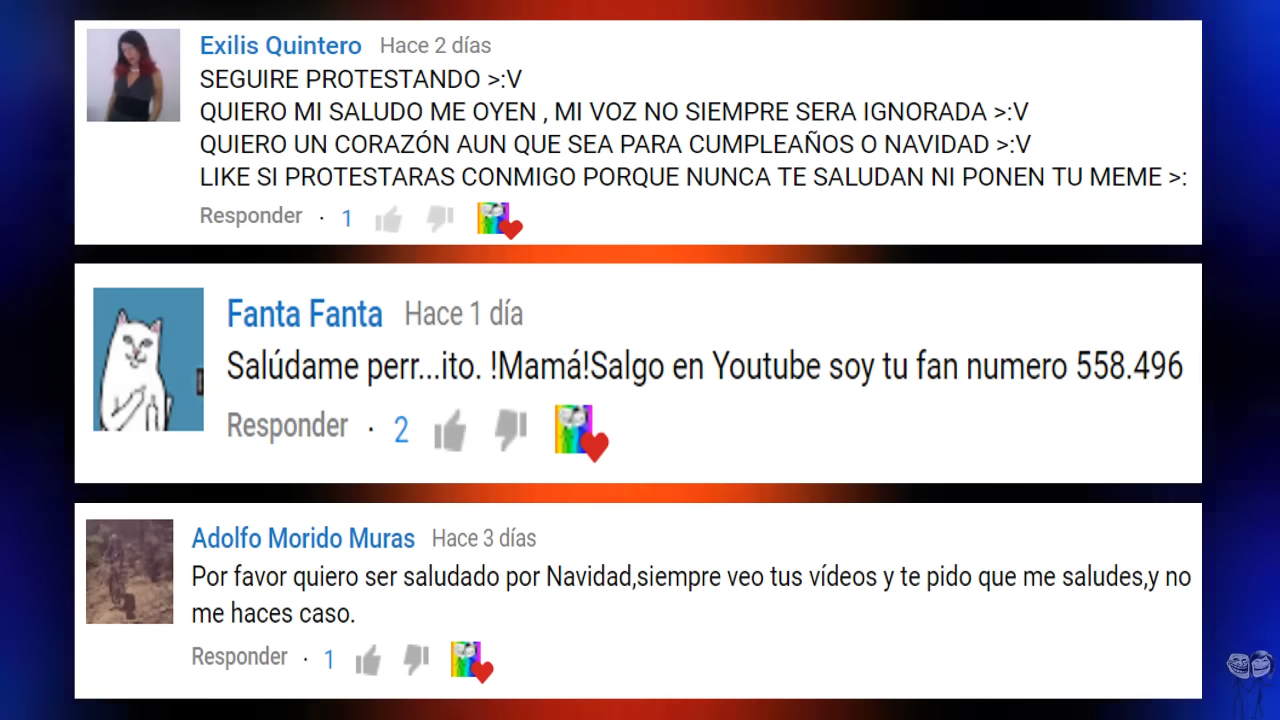 Exilis Quintero Hace 2 días
SEGUIRE PROTESTANDO >:V
QUIERO MI SALUDO ME OYEN , MI VOZ NO SIEMPRE SERA IGNORADA >:V
QUIERO UN CORAZÓN AUN QUE SEA PARA CUMPLEAÑOS O NAVIDAD >:V
LIKE SI PROTESTARAS CONMIGO PORQUE NUNCA TE SALUDAN NI PONEN TU MEME >:
Responder · 1
Fanta Fanta Hace 1 día
Salúdame perr...ito. !Mamá!Salgo en Youtube soy tu fan numero 558.496
Responder · 2
Adolfo Morido Muras Hace 3 días
Por favor quiero ser saludado por Navidad,siempre veo tus vídeos y te pido que me saludes,y no
me haces caso.
Responder · 1